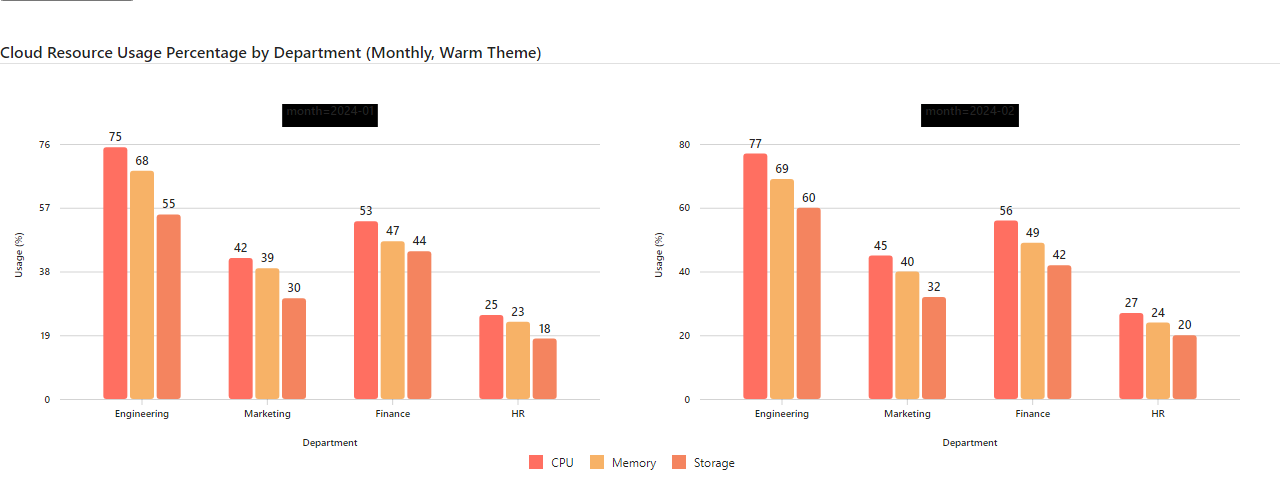 Cloud Resource Usage Percentage by Department (Monthly, Warm Theme)
month=2024-01
76
57
38
19
0
Usage (%)
75
68
55
42
39
30
53
47
44
25
23
18
Engineering
Marketing
Finance
HR
Department
month=2024-02
80
60
40
20
0
Usage (%)
77
69
60
45
40
32
56
49
42
27
24
20
Engineering
Marketing
Finance
HR
Department
CPU
Memory
Storage